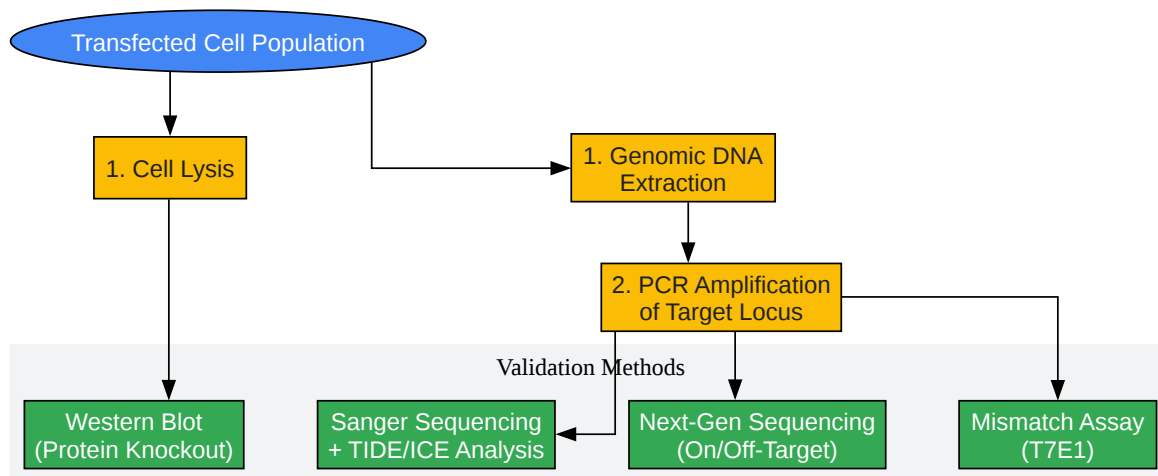 Transfected Cell Population
1. Cell Lysis
1. Genomic DNA
Extraction
2. PCR Amplification
of Target Locus
Validation Methods
Western Blot
(Protein Knockout)
Sanger Sequencing
+ TIDE/ICE Analysis
Next-Gen Sequencing
(On/Off-Target)
Mismatch Assay
(T7E1)